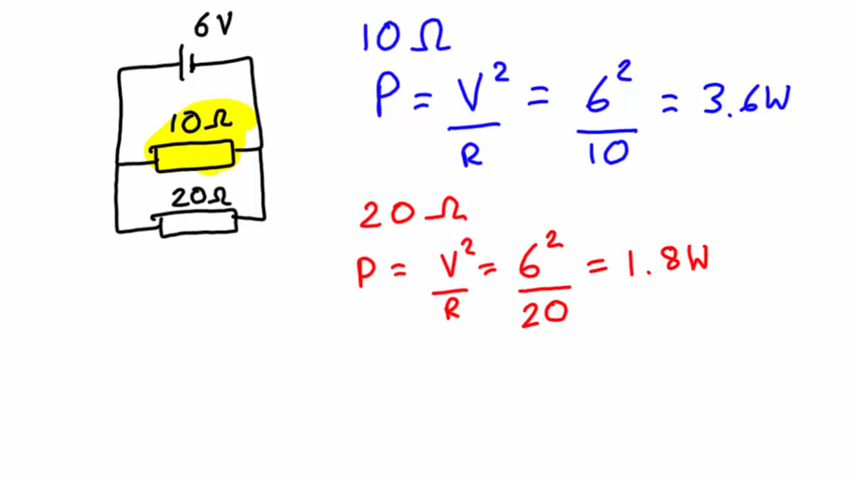 6V
10Ω
20Ω
10Ω
P = V²/R = 6²/10 = 3.6W
20Ω
P = V²/R = 6²/20 = 1.8W